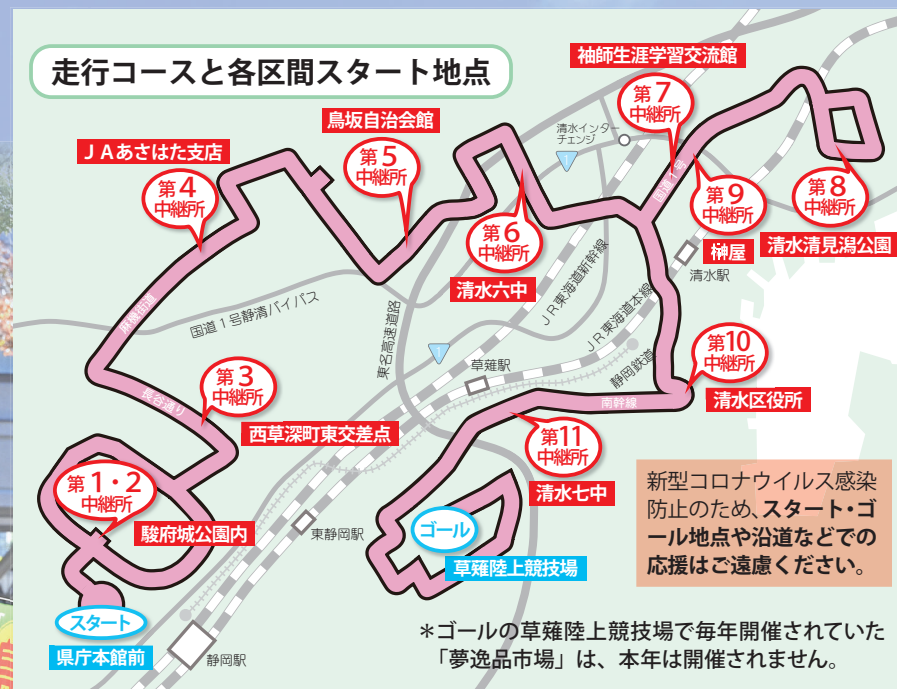 走行コースと各区間スタート地点
袖師生涯学習交流館
第7
中継所
鳥坂自治会館
第5
中継所
清水インター
チェンジ
1
JAあさはた支店
第4
中継所
国道1号
第9
中継所
榊屋
第8
中継所
清水清見潟公園
第6
中継所
清水六中
清水駅
JR東海道新幹線
JR東海道本線
麻機街道
国道1号静清バイパス
東名高速道路
1
草薙駅
静岡鉄道
第10
中継所
清水区役所
第3
中継所
長谷通り
西草深町東交差点
南幹線
第11
中継所
清水七中
第1・2
中継所
駿府城公園内
東静岡駅
ゴール
草薙陸上競技場
新型コロナウイルス感染
防止のため、スタート・ゴ
ール地点や沿道などでの
応援はご遠慮ください。
スタート
県庁本館前
静岡駅
*ゴールの草薙陸上競技場で毎年開催されていた
「夢逸品市場」は、本年は開催されません。